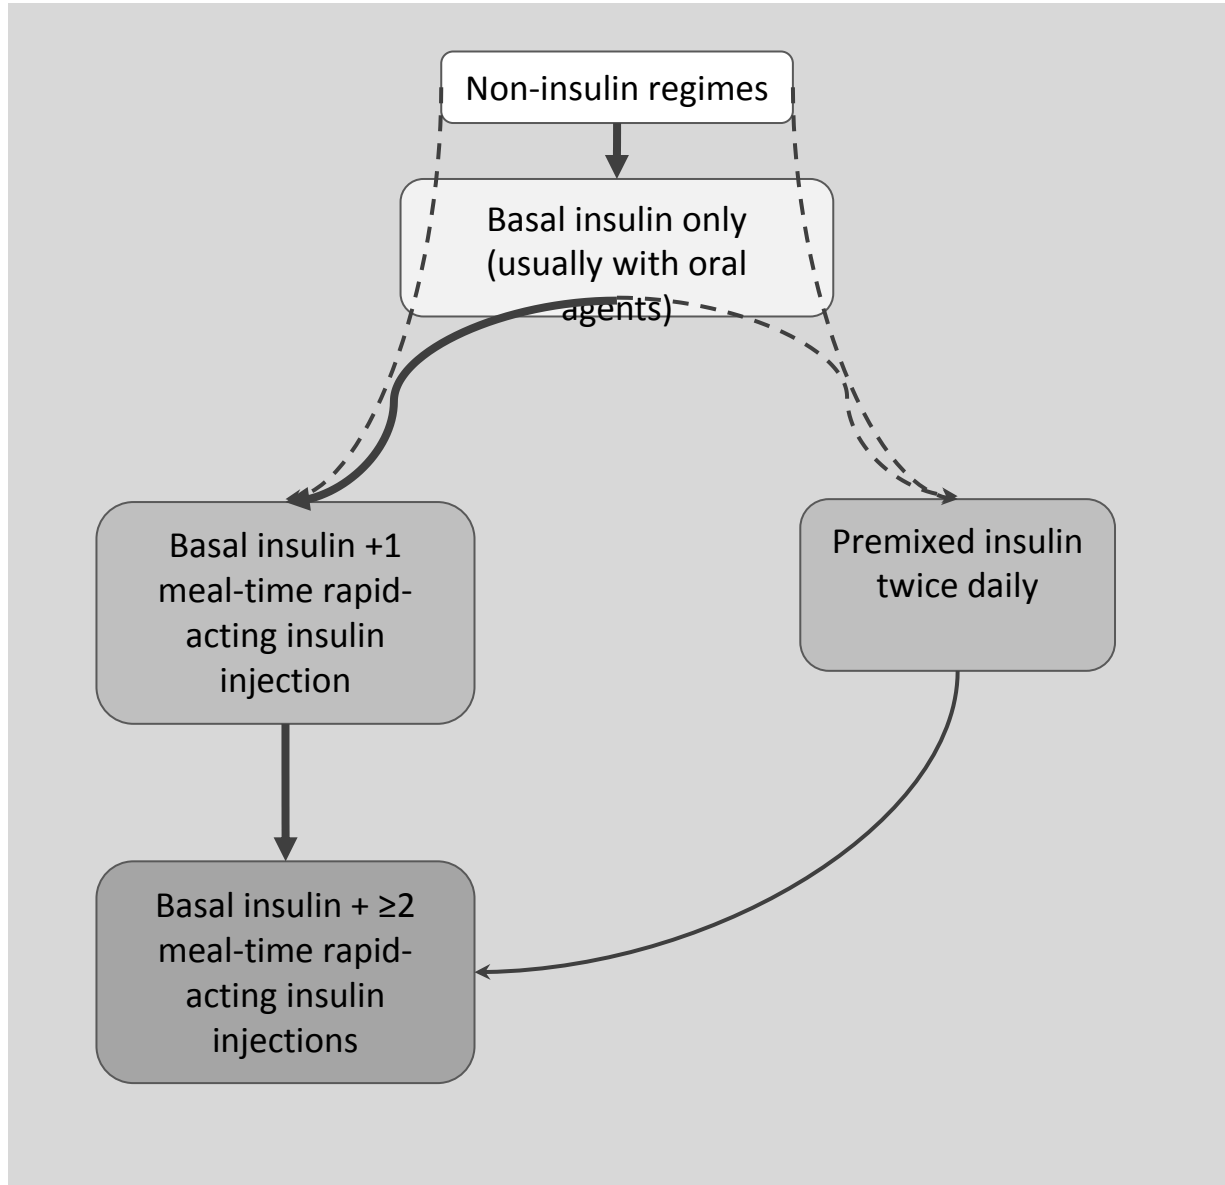 Non-insulin regimes
Basal insulin only
(usually with oral
agents)
Basal insulin +1
meal-time rapid-
acting insulin
injection
Premixed insulin
twice daily
Basal insulin + ≥2
meal-time rapid-
acting insulin
injections